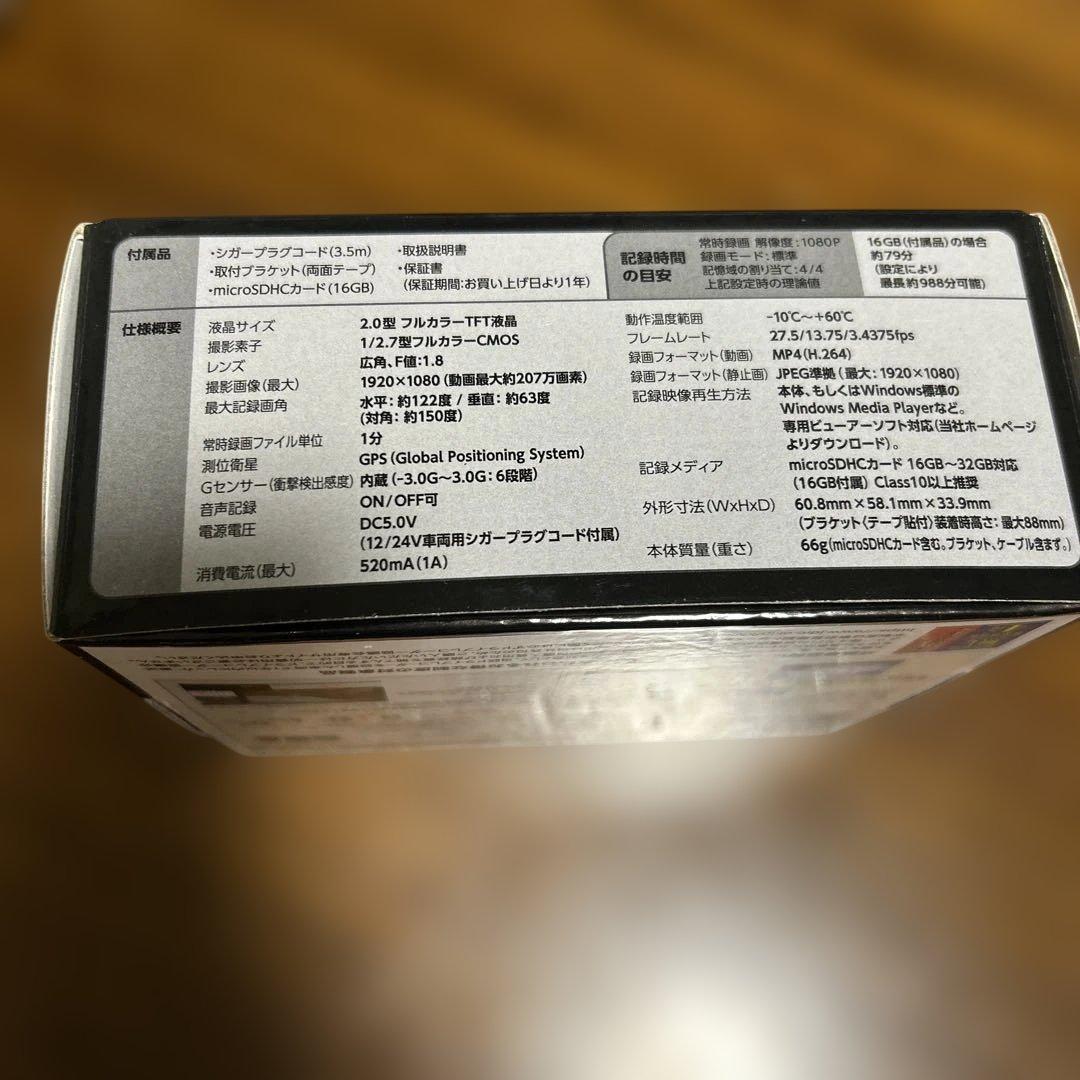 付属品
・シガープラグコード(3.5m)
・取付ブラケット(両面テープ)
・microSDHCカード(16GB)
・取扱説明書
・保証書
(保証期間:お買い上げ日より1年)
記録時間
の目安
常時録画 解像度:1080P
録画モード:標準
記憶域の割り当て:4/4
上記設定時の理論値
16GB(付属品)の場合
約79分
(設定により
最長約988分可能)
仕様概要
液晶サイズ 2.0型 フルカラーTFT液晶
撮影素子 1/2.7型フルカラーCMOS
レンズ 広角、F値:1.8
撮影画像(最大) 1920×1080(動画最大約207万画素)
最大記録画角 水平:約122度 / 垂直:約63度
(対角:約150度)
常時録画ファイル単位 1分
測位衛星 GPS(Global Positioning System)
Gセンサー(衝撃検出感度) 内蔵(-3.0G~3.0G:6段階)
音声記録 ON/OFF可
電源電圧 DC5.0V
(12/24V車両用シガープラグコード付属)
消費電流(最大) 520mA(1A)
動作温度範囲 -10℃~+60℃
フレームレート 27.5/13.75/3.4375fps
録画フォーマット(動画) MP4(H.264)
録画フォーマット(静止画) JPEG準拠(最大:1920×1080)
記録映像再生方法 本体、もしくはWindows標準の
Windows Media Playerなど。
専用ビューアーソフト対応(当社ホームページ
よりダウンロード)。
記録メディア microSDHCカード 16GB~32GB対応
(16GB付属) Class10以上推奨
外形寸法(WxHxD) 60.8mm×58.1mm×33.9mm
(ブラケット〈テープ貼付〉装着時高さ:最大88mm)
本体質量(重さ) 66g(microSDHCカード含む。ブラケット、ケーブル含まず。)